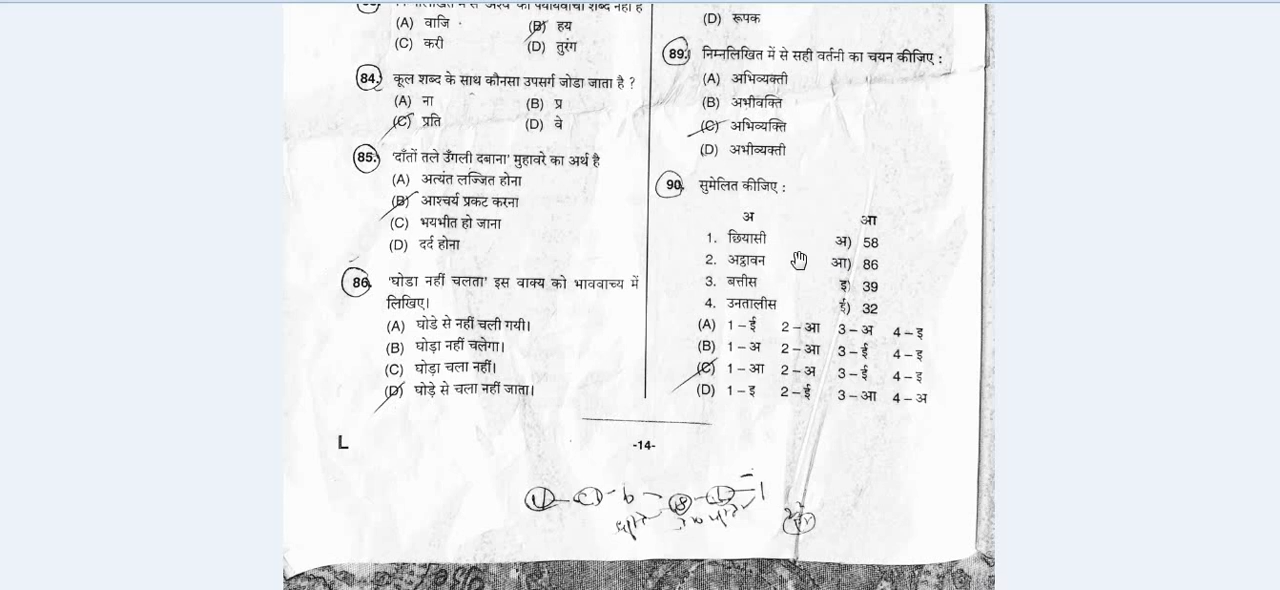 (A) वाजि
(B) हय
(C) करी
(D) तुरंग
84. कूल शब्द के साथ कौनसा उपसर्ग जोडा जाता है ?
(A) ना
(B) प्र
(C) प्रति
(D) वे
85. 'दाँतों तले उँगली दबाना' मुहावरे का अर्थ है
(A) अत्यंत लज्जित होना
(B) आश्चर्य प्रकट करना
(C) भयभीत हो जाना
(D) दर्द होना
86. 'घोडा नहीं चलता' इस वाक्य को भाववाच्य में
लिखिए।
(A) घोडे से नहीं चली गयी।
(B) घोड़ा नहीं चलेगा।
(C) घोड़ा चला नहीं।
(D) घोड़े से चला नहीं जाता।
(D) रूपक
89. निम्नलिखित में से सही वर्तनी का चयन कीजिए :
(A) अभिव्यक्ती
(B) अभीवक्ति
(C) अभिव्यक्ति
(D) अभीव्यक्ती
90. सुमेलित कीजिए :
अ आ
1. छियासी अ) 58
2. अट्ठावन आ) 86
3. बत्तीस इ) 39
4. उनतालीस ई) 32
(A) 1 – ई 2 – आ 3 – अ 4 – इ
(B) 1 – अ 2 – आ 3 – ई 4 – इ
(C) 1 – आ 2 – अ 3 – ई 4 – इ
(D) 1 – इ 2 – ई 3 – आ 4 – अ
L
-14-